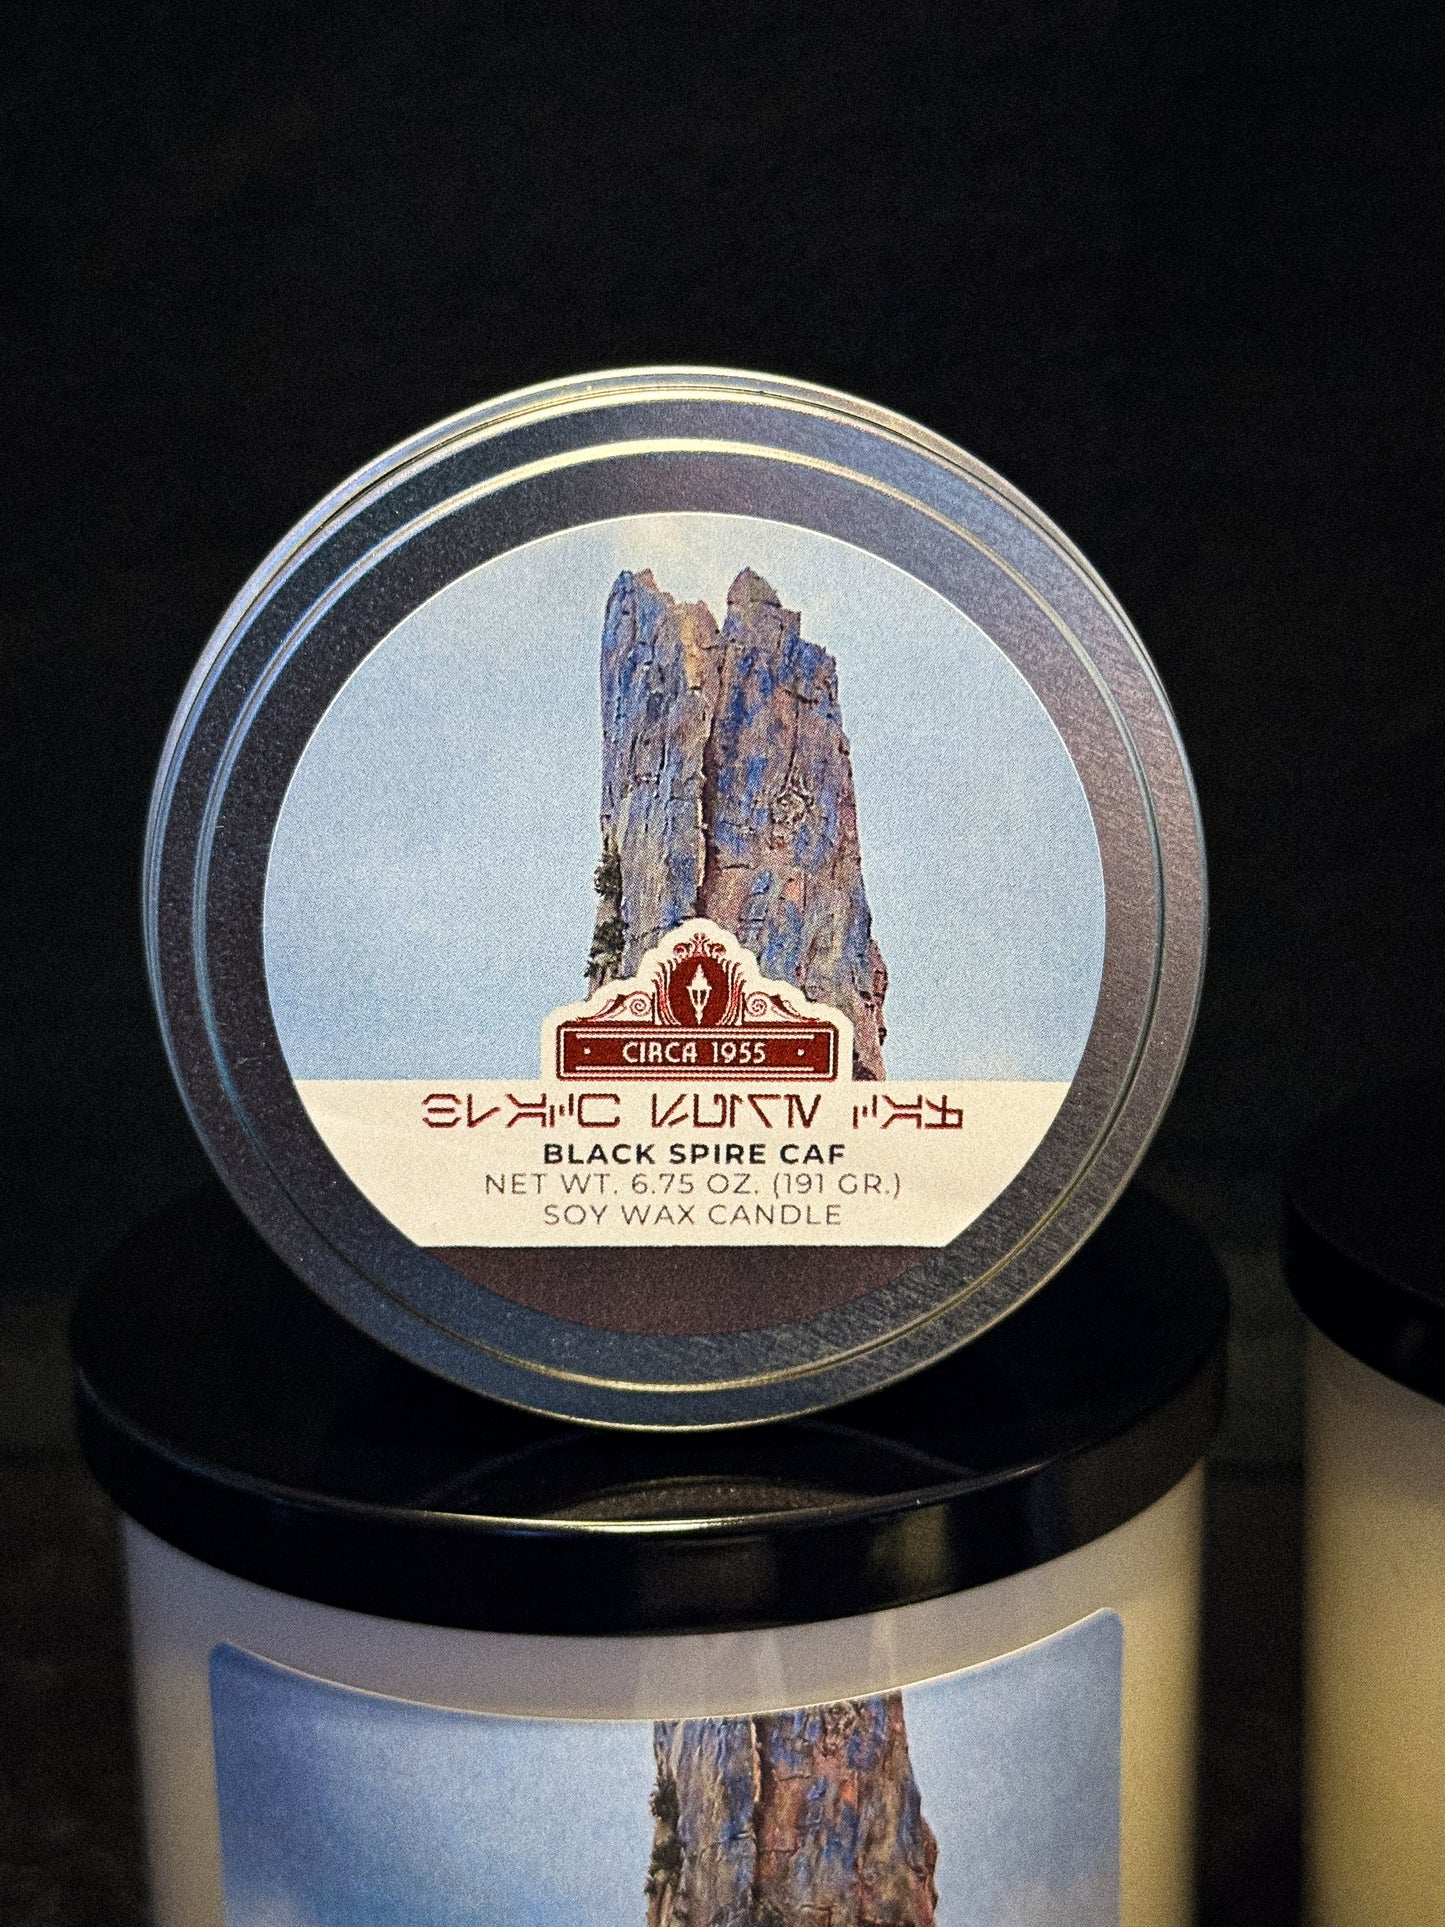 CIRCA 1955
BLACK SPIRE CAF
NET WT. 6.75 OZ. (191 GR.)
SOY WAX CANDLE